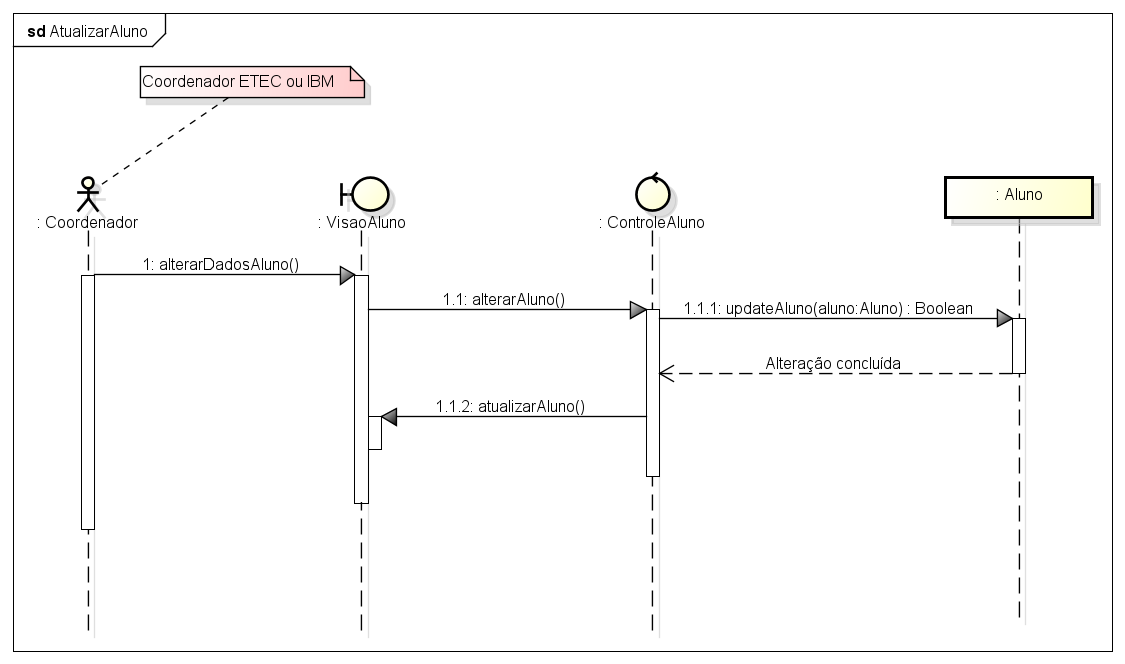 sd AtualizarAluno
Coordenador ETEC ou IBM
: Coordenador
: VisaoAluno
: ControleAluno
: Aluno
1: alterarDadosAluno()
1.1: alterarAluno()
1.1.1: updateAluno(aluno:Aluno) : Boolean
Alteração concluída
1.1.2: atualizarAluno()